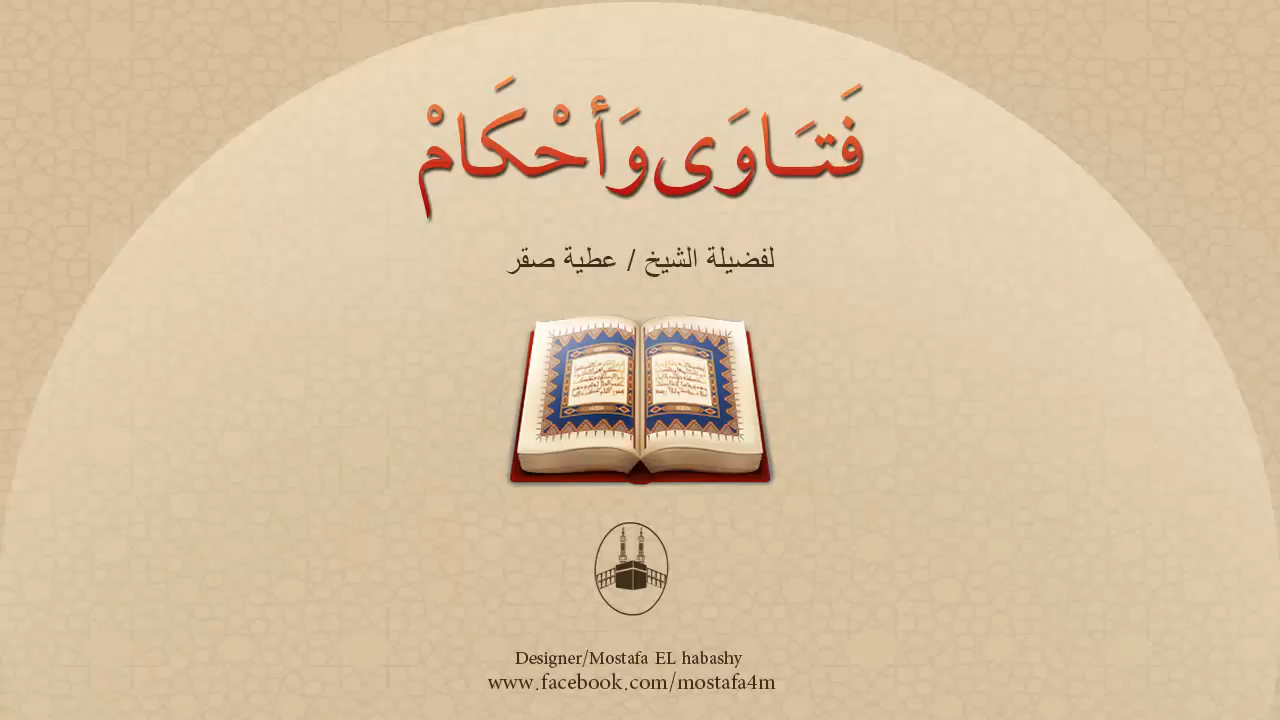 فَتَاوَى وَأَحْكَامْ
لفضيلة الشيخ / عطية صقر
Designer/Mostafa EL habashy
www.facebook.com/mostafa4m